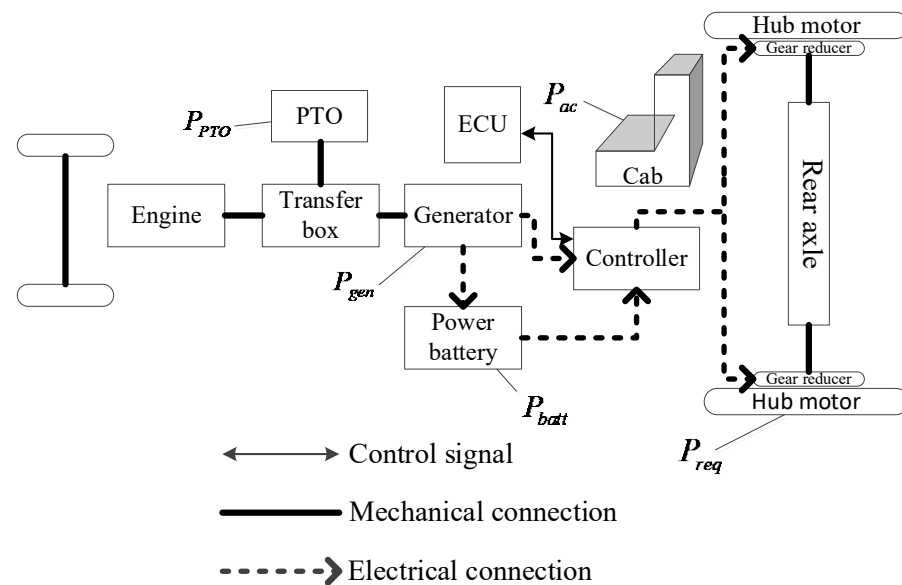 Hub motor
Gear reducer
P_ac
P_PTO
PTO
ECU
Cab
Rear axle
Engine
Transfer
box
Generator
Controller
P_gen
Power
battery
P_batt
Gear reducer
Hub motor
P_req
Control signal
Mechanical connection
Electrical connection